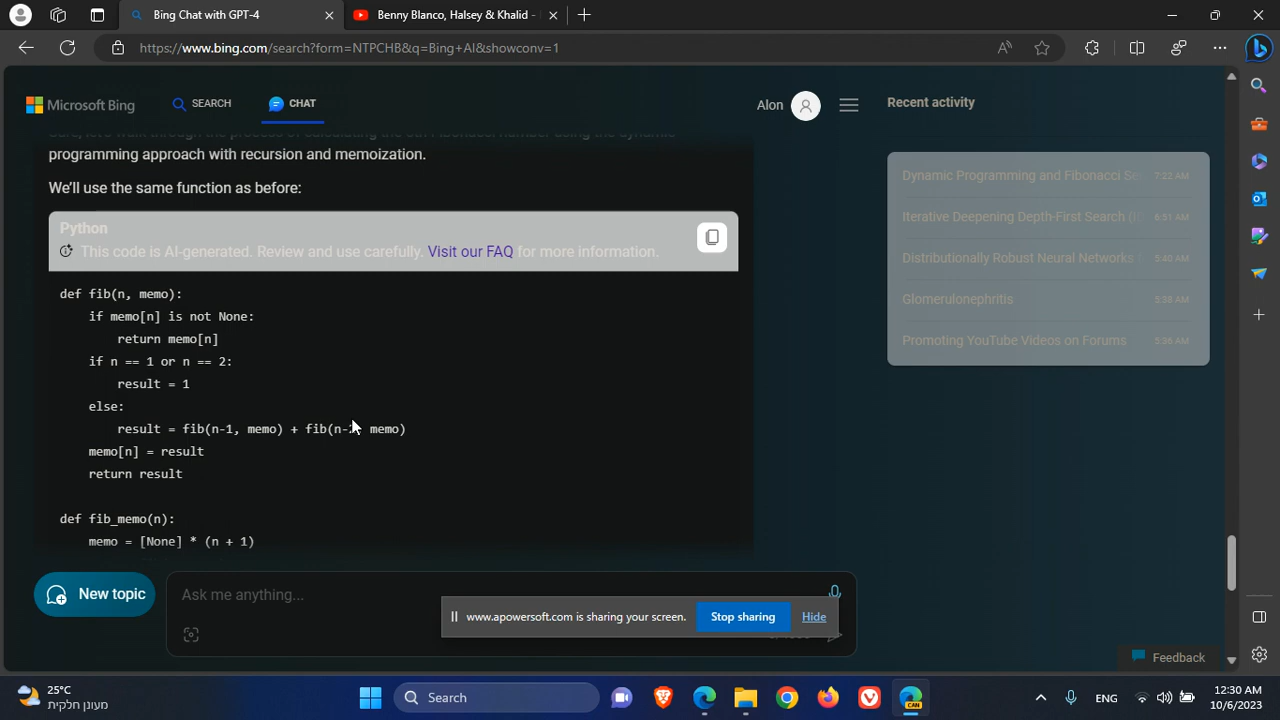 Bing Chat with GPT-4
Benny Blanco, Halsey & Khalid -
https://www.bing.com/search?form=NTPCHB&q=Bing+AI&showconv=1
Microsoft Bing
SEARCH
CHAT
Alon
Recent activity
programming approach with recursion and memoization.
We'll use the same function as before:
Python
This code is AI-generated. Review and use carefully. Visit our FAQ for more information.
def fib(n, memo):
if memo[n] is not None:
return memo[n]
if n == 1 or n == 2:
result = 1
else:
result = fib(n-1, memo) + fib(n- memo)
memo[n] = result
return result
def fib_memo(n):
memo = [None] * (n + 1)
Dynamic Programming and Fibonacci Se 7:22 AM
Iterative Deepening Depth-First Search ( 6:51 AM
Distributionally Robust Neural Networks 5:40 AM
Glomerulonephritis 5:38 AM
Promoting YouTube Videos on Forums 5:36 AM
New topic
Ask me anything...
www.apowersoft.com is sharing your screen.
Stop sharing
Hide
Feedback
25°C
מעונן חלקית
Search
CAN
ENG
12:30 AM
10/6/2023